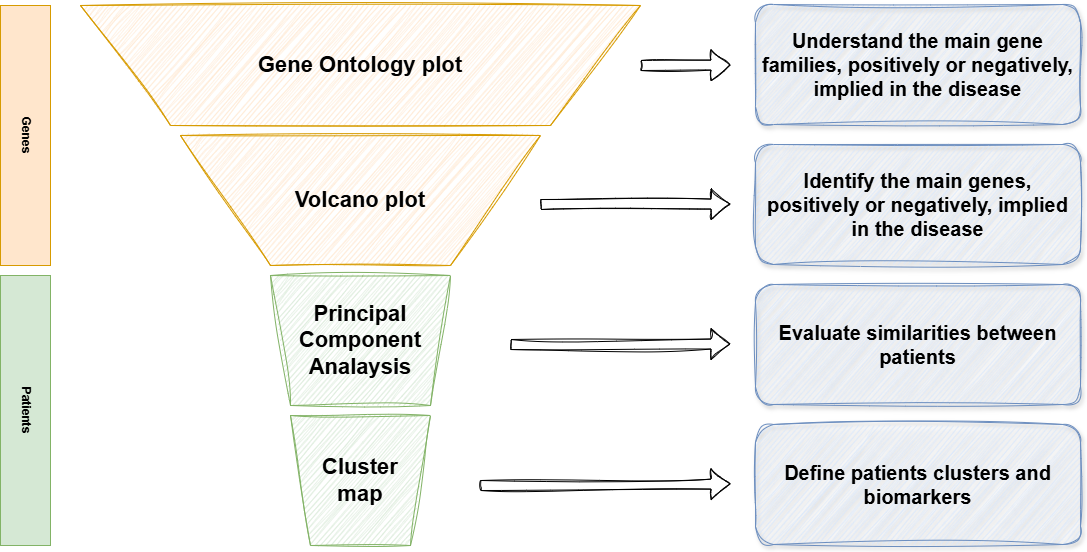 Genes
Gene Ontology plot
Understand the main gene
families, positively or negatively,
implied in the disease
Volcano plot
Identify the main genes,
positively or negatively, implied
in the disease
Patients
Principal
Component
Analaysis
Evaluate similarities between
patients
Cluster
map
Define patients clusters and
biomarkers